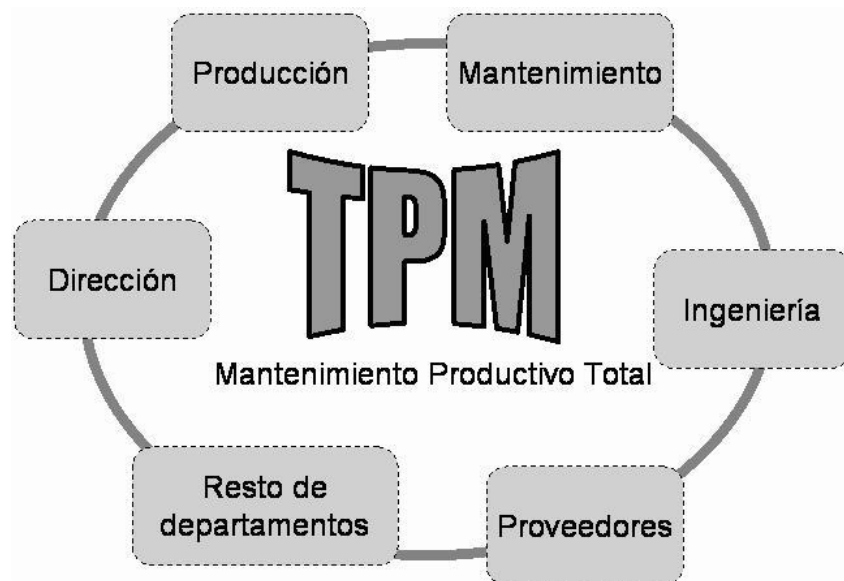 Producción
Mantenimiento
TPM
Dirección
Ingeniería
Mantenimiento Productivo Total
Resto de
departamentos
Proveedores